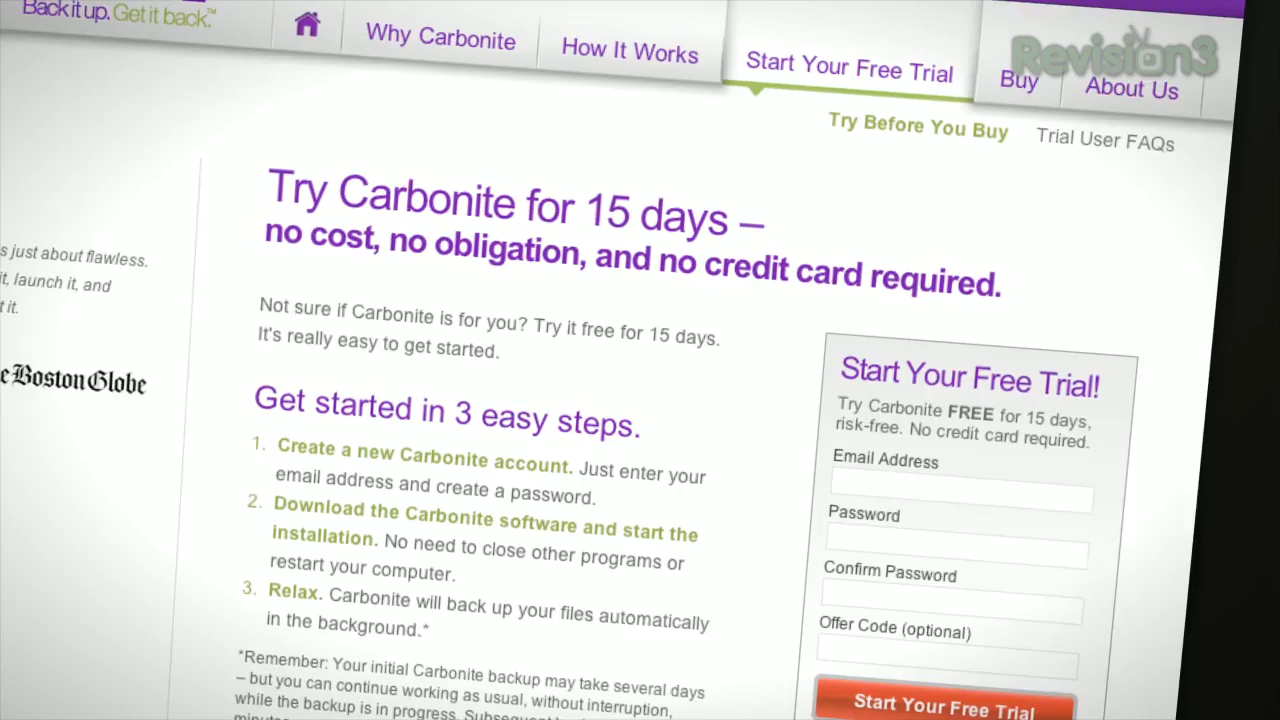 Back it up. Get it back.™
Why Carbonite
How It Works
Start Your Free Trial
Buy
About Us
Revision3
Try Before You Buy
Trial User FAQs
Try Carbonite for 15 days –
no cost, no obligation, and no credit card required.
s just about flawless.
it, launch it, and
t it.
e Boston Globe
Not sure if Carbonite is for you? Try it free for 15 days.
It's really easy to get started.
Get started in 3 easy steps.
1. Create a new Carbonite account. Just enter your
email address and create a password.
2. Download the Carbonite software and start the
installation. No need to close other programs or
restart your computer.
3. Relax. Carbonite will back up your files automatically
in the background.*
*Remember: Your initial Carbonite backup may take several days
– but you can continue working as usual, without interruption,
while the backup is in progress.
Start Your Free Trial!
Try Carbonite FREE for 15 days,
risk-free. No credit card required.
Email Address
Password
Confirm Password
Offer Code (optional)
Start Your Free Trial